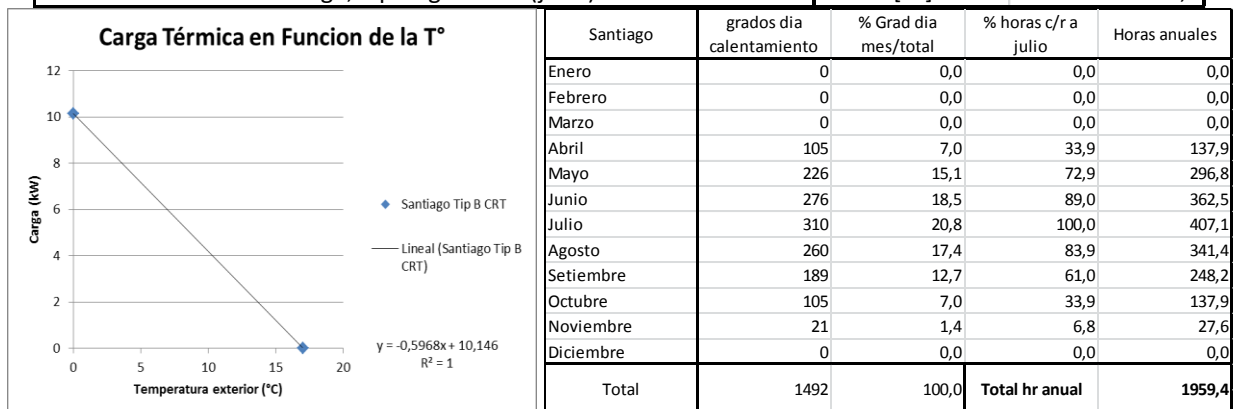 Carga Térmica en Funcion de la T°
12
10
8
6
4
2
0
0 5 10 15 20
Carga (kW)
Temperatura exterior (°C)
Santiago Tip B CRT
Lineal (Santiago Tip B
CRT)
y = -0,5968x + 10,146
R² = 1
Santiago grados dia calentamiento % Grad dia mes/total % horas c/r a julio Horas anuales
Enero 0 0,0 0,0 0,0
Febrero 0 0,0 0,0 0,0
Marzo 0 0,0 0,0 0,0
Abril 105 7,0 33,9 137,9
Mayo 226 15,1 72,9 296,8
Junio 276 18,5 89,0 362,5
Julio 310 20,8 100,0 407,1
Agosto 260 17,4 83,9 341,4
Setiembre 189 12,7 61,0 248,2
Octubre 105 7,0 33,9 137,9
Noviembre 21 1,4 6,8 27,6
Diciembre 0 0,0 0,0 0,0
Total 1492 100,0 Total hr anual 1959,4